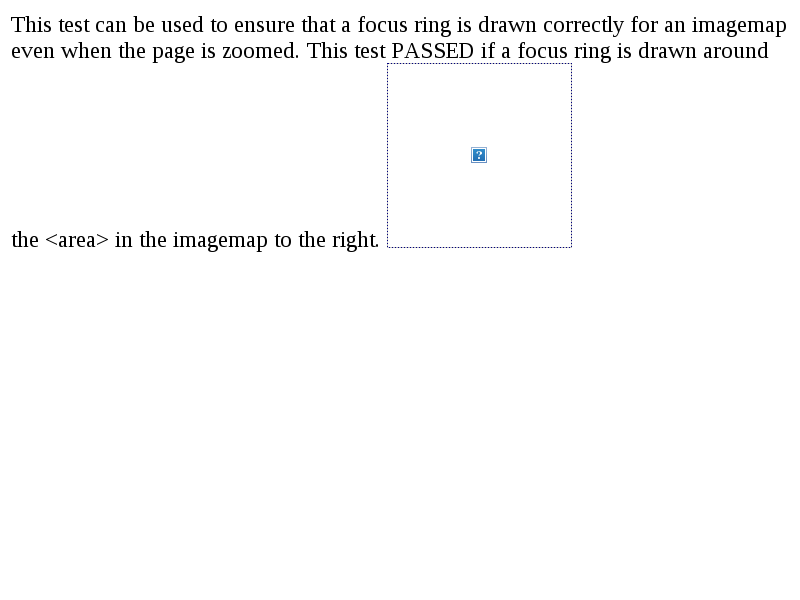 This test can be used to ensure that a focus ring is drawn correctly for an imagemap
even when the page is zoomed. This test PASSED if a focus ring is drawn around
?
the <area> in the imagemap to the right.